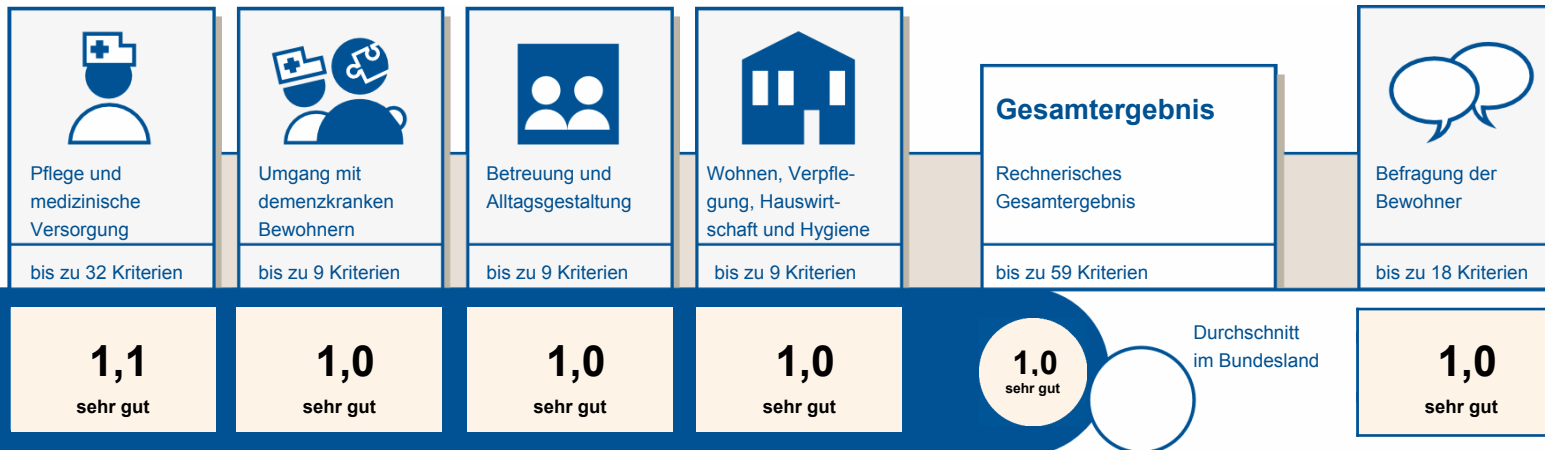 Pflege und
medizinische
Versorgung
bis zu 32 Kriterien
1,1
sehr gut
Umgang mit
demenzkranken
Bewohnern
bis zu 9 Kriterien
1,0
sehr gut
Betreuung und
Alltagsgestaltung
bis zu 9 Kriterien
1,0
sehr gut
Wohnen, Verpfle-
gung, Hauswirt-
schaft und Hygiene
bis zu 9 Kriterien
1,0
sehr gut
Gesamtergebnis
Rechnerisches
Gesamtergebnis
bis zu 59 Kriterien
1,0
sehr gut
Durchschnitt
im Bundesland
Befragung der
Bewohner
bis zu 18 Kriterien
1,0
sehr gut